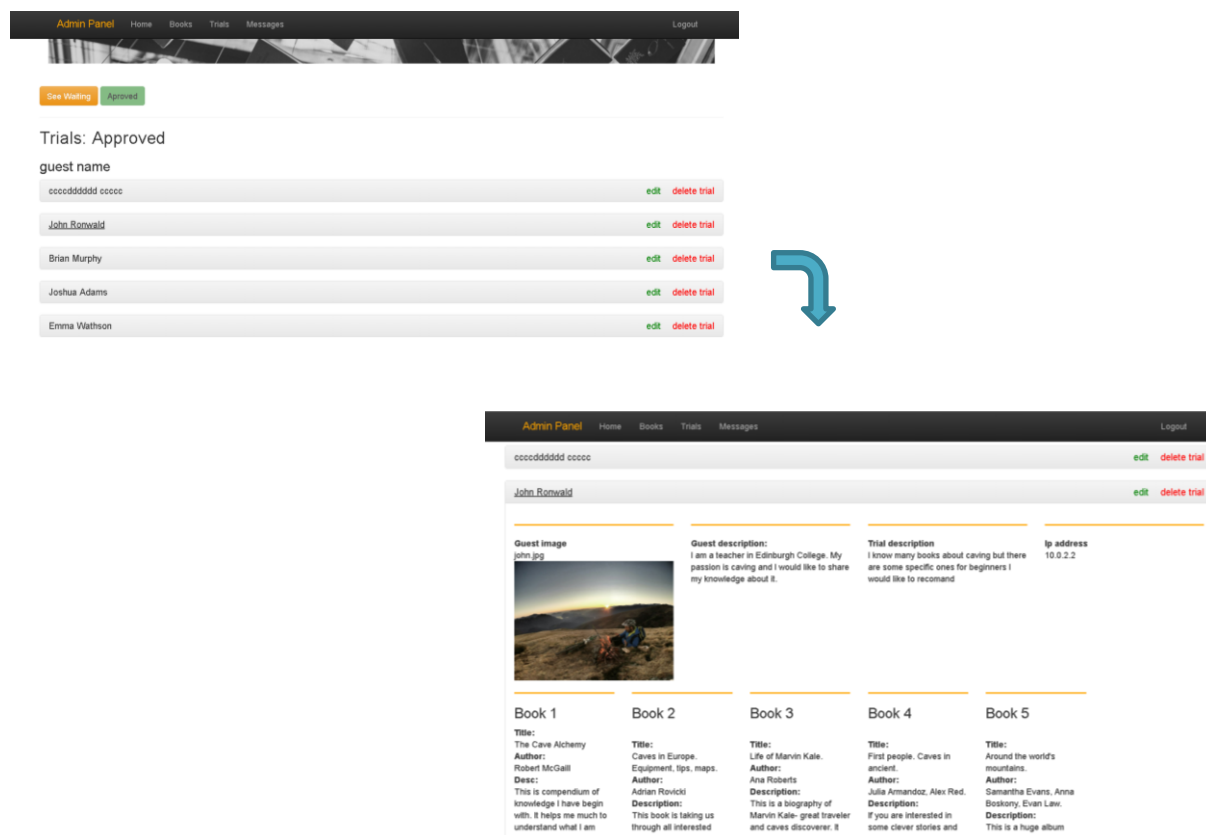 Admin Panel Home Books Trials Messages Logout
See Waiting Aproved
Trials: Approved
guest name
ccccdddddd ccccc edit delete trial
John Ronwald edit delete trial
Brian Murphy edit delete trial
Joshua Adams edit delete trial
Emma Wathson edit delete trial
Admin Panel Home Books Trials Messages Logout
ccccdddddd ccccc edit delete trial
John Ronwald edit delete trial
Guest image
john.jpg
Guest description:
I am a teacher in Edinburgh College. My
passion is caving and I would like to share
my knowledge about it.
Trial description
I know many books about caving but there
are some specific ones for beginners I
would like to recomand
Ip address
10.0.2.2
Book 1
Title:
The Cave Alchemy
Author:
Robert McGaill
Desc:
This is compendium of
knowledge I have begin
with. It helps me much to
understand what I am
Book 2
Title:
Caves in Europe.
Equipment, tips, maps.
Author:
Adrian Rovicki
Description:
This book is taking us
through all interested
Book 3
Title:
Life of Marvin Kale.
Author:
Ana Roberts
Description:
This is a biography of
Marvin Kale- great traveler
and caves discoverer. It
Book 4
Title:
First people. Caves in
ancient.
Author:
Julia Armandoz, Alex Red.
Description:
If you are interested in
some clever stories and
Book 5
Title:
Around the world's
mountains.
Author:
Samantha Evans, Anna
Boskony, Evan Law.
Description:
This is a huge album